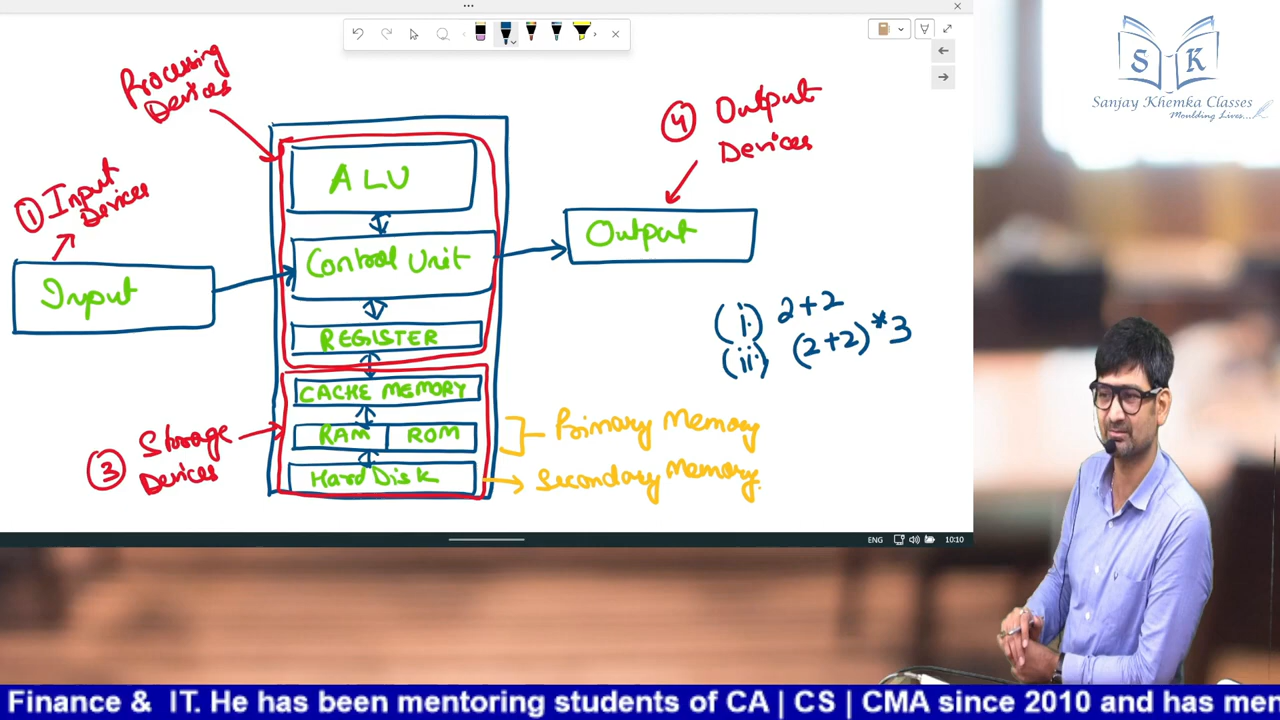 Processing
Devices
① Input
Devices
Input
ALU
Control Unit
REGISTER
CACHE MEMORY
RAM
ROM
Hard Disk
③ Storage
Devices
④ Output
Devices
Output
(i) 2+2
(ii) (2+2)*3
Primary Memory
Secondary Memory.
ENG
10:10
S K
Sanjay Khemka Classes
Moulding Lives...
Finance & IT. He has been mentoring students of CA | CS | CMA since 2010 and has mer